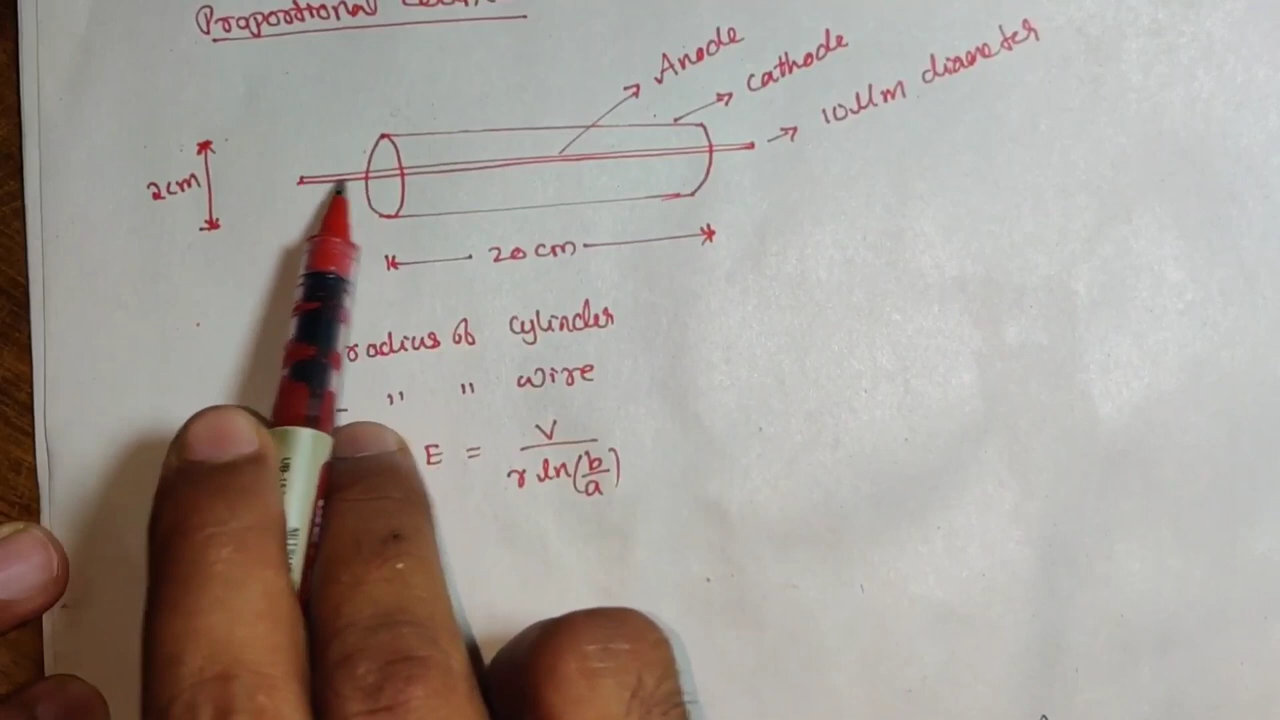 Proportional
Anode
Cathode
10μm diameter
2cm
20 cm
radius of cylinder
" " wire
E = V / r ln(b/a)